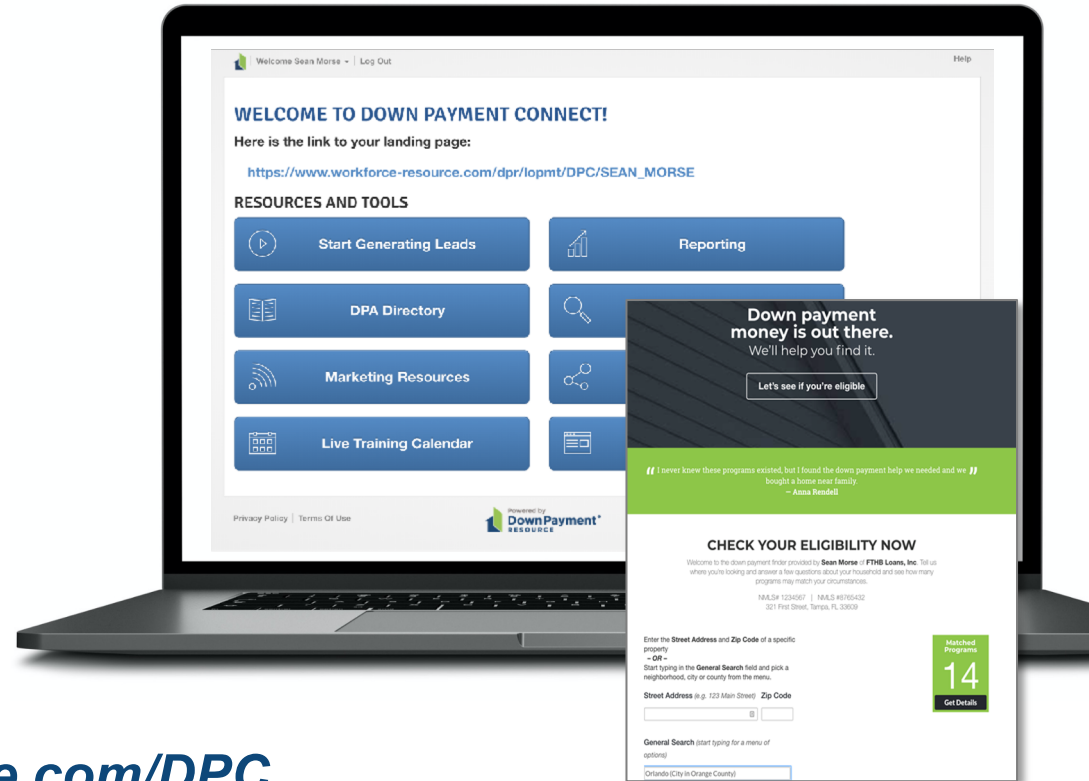 Welcome Sean Morse | Log Out
Help
WELCOME TO DOWN PAYMENT CONNECT!
Here is the link to your landing page:
https://www.workforce-resource.com/dpr/lopmt/DPC/SEAN_MORSE
RESOURCES AND TOOLS
Start Generating Leads
Reporting
DPA Directory
Marketing Resources
Live Training Calendar
Privacy Policy | Terms Of Use
Powered by
DownPayment
RESOURCE
Down payment
money is out there.
We'll help you find it.
Let's see if you're eligible
“ I never knew these programs existed, but I found the down payment help we needed and we ”
bought a home near family.
– Anna Rendell
CHECK YOUR ELIGIBILITY NOW
Welcome to the down payment finder provided by Sean Morse of FTHB Loans, Inc. Tell us
where you're looking and answer a few questions about your household and see how many
programs may match your circumstances.
NMLS# 1234567 | NMLS #8765432
321 First Street, Tampa, FL 33609
Enter the Street Address and Zip Code of a specific
property
– OR –
Start typing in the General Search field and pick a
neighborhood, city or county from the menu.
Street Address (e.g. 123 Main Street) Zip Code
General Search (start typing for a menu of
options)
Orlando (City in Orange County)
Matched
Programs
14
Get Details
e.com/DPC